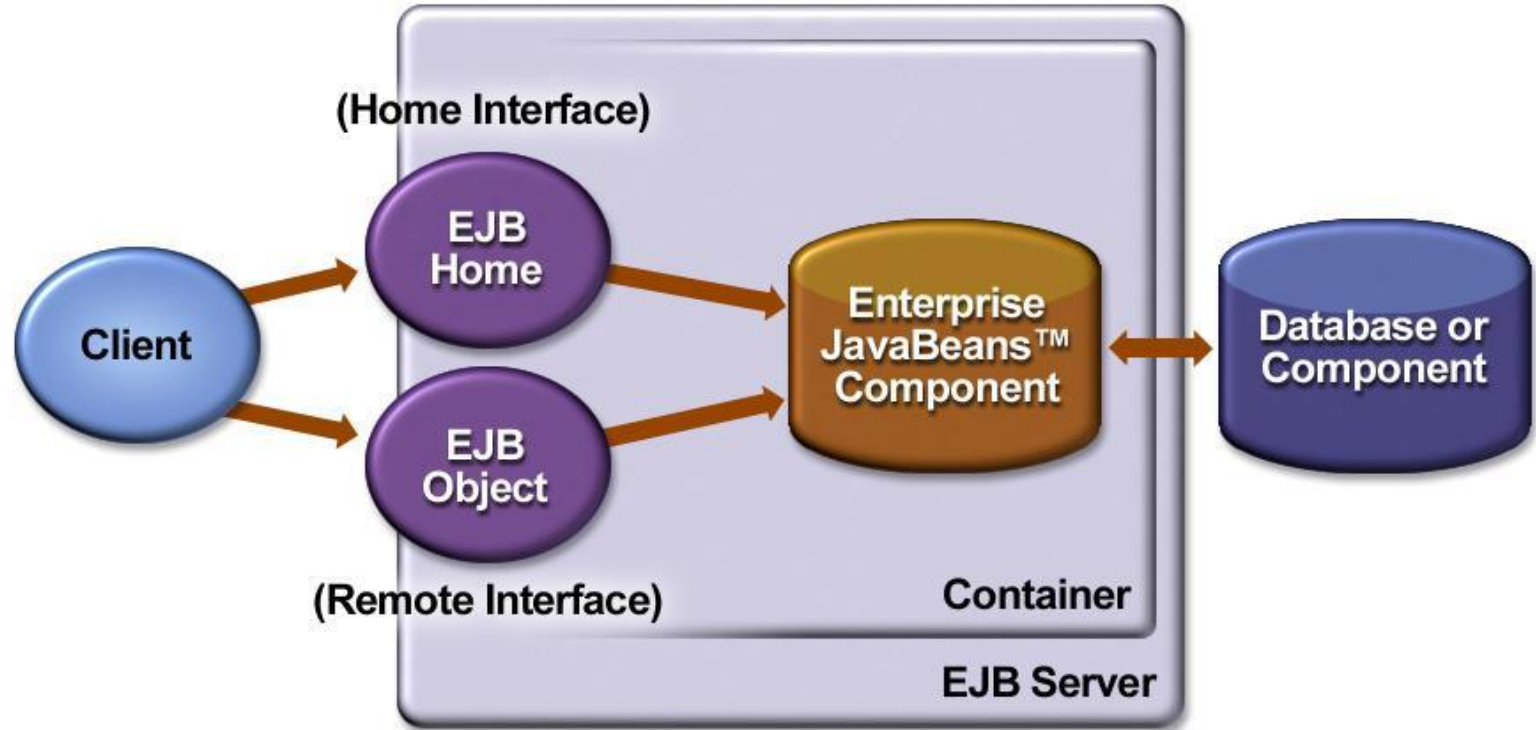 (Home Interface)
EJB
Home
Client
EJB
Object
(Remote Interface)
Enterprise
JavaBeans™
Component
Database or
Component
Container
EJB Server